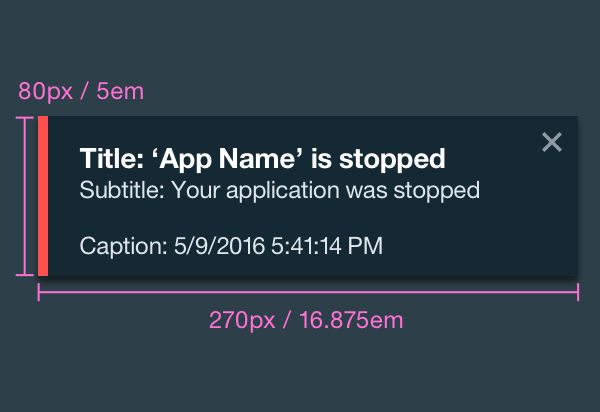 80px / 5em
Title: ‘App Name’ is stopped
Subtitle: Your application was stopped
Caption: 5/9/2016 5:41:14 PM
270px / 16.875em